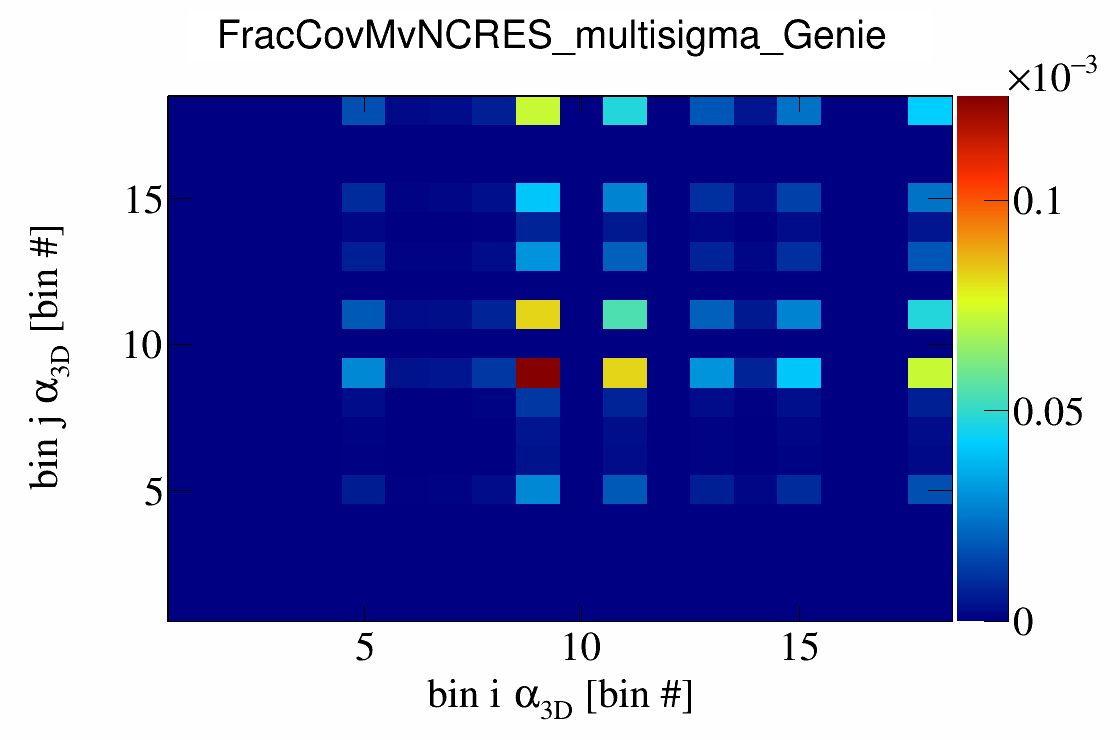 FracCovMvNCRES_multisigma_Genie
×10⁻³
15
10
5
0.1
0.05
0
5 10 15
bin j α3D [bin #]
bin i α3D [bin #]